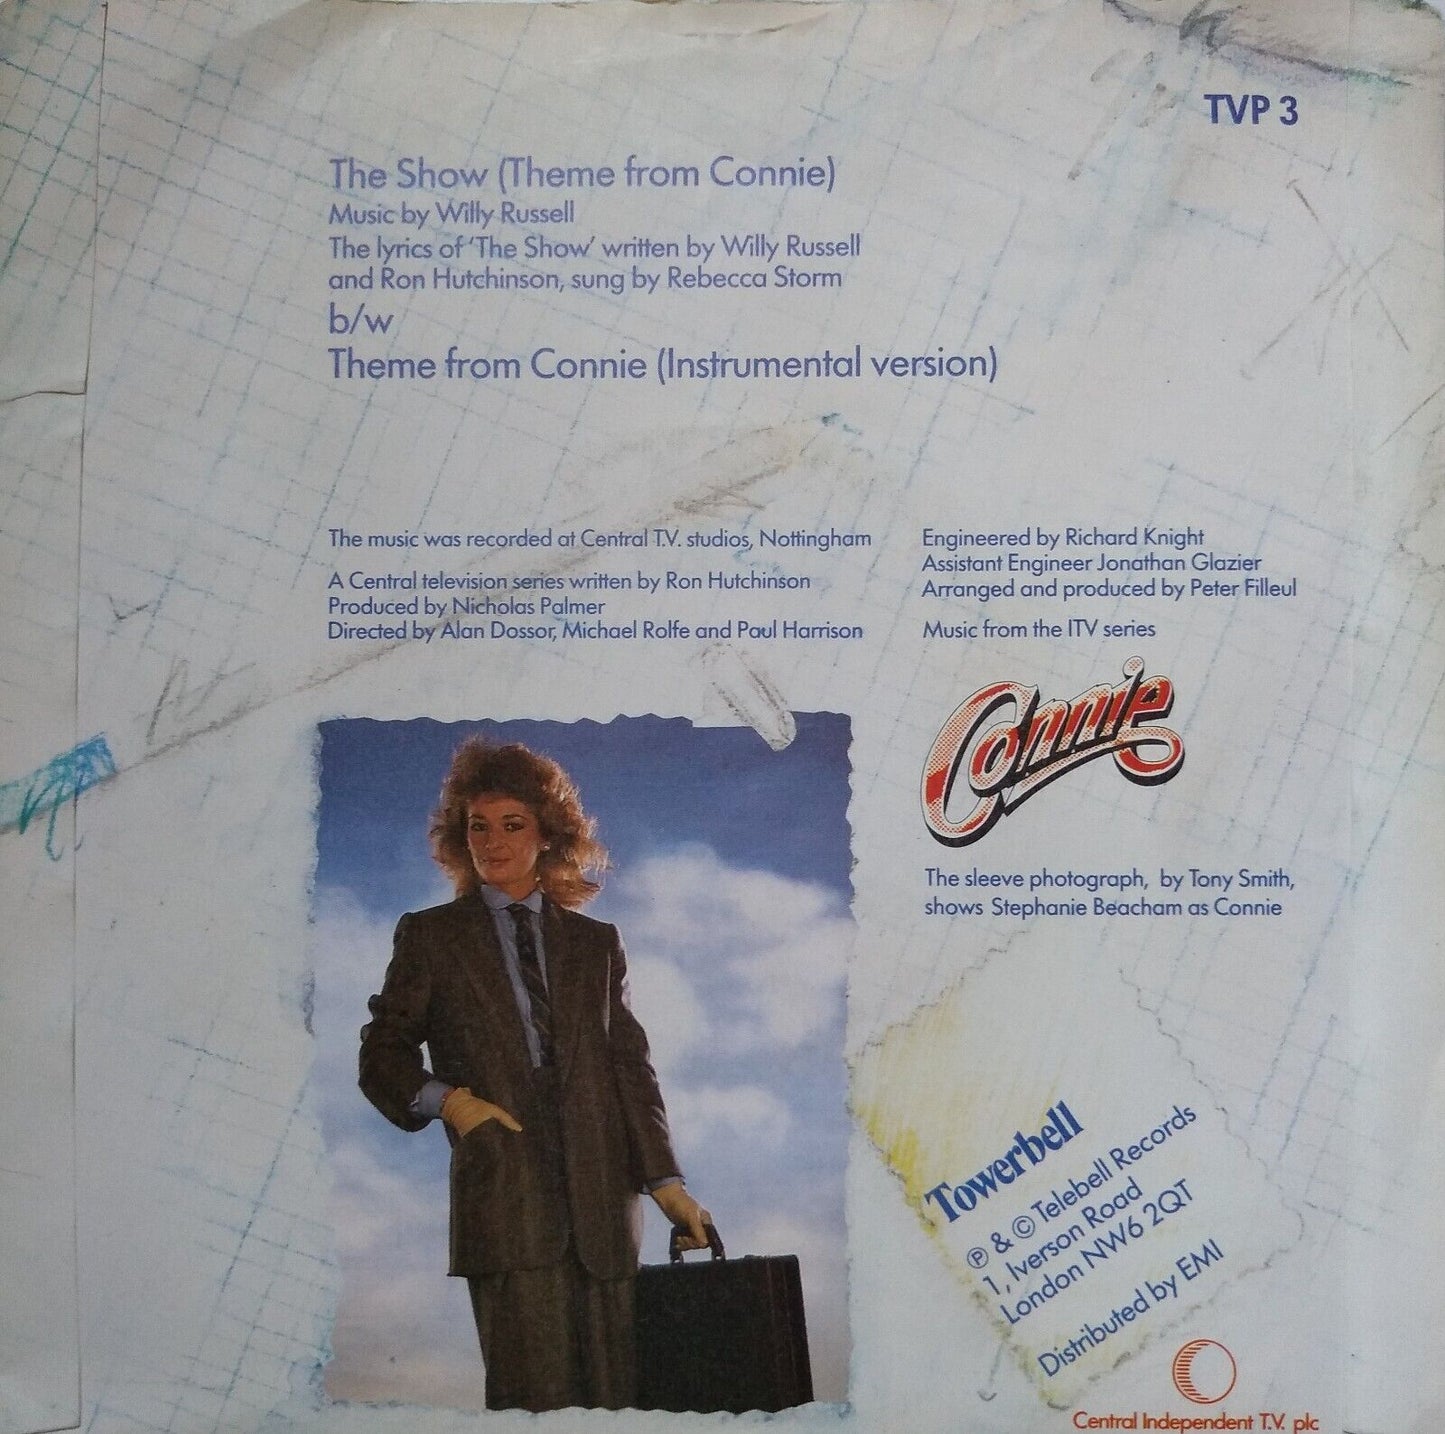 TVP 3
The Show (Theme from Connie)
Music by Willy Russell
The lyrics of 'The Show' written by Willy Russell
and Ron Hutchinson, sung by Rebecca Storm
b/w
Theme from Connie (Instrumental version)
The music was recorded at Central T.V. studios, Nottingham
A Central television series written by Ron Hutchinson
Produced by Nicholas Palmer
Directed by Alan Dossor, Michael Rolfe and Paul Harrison
Engineered by Richard Knight
Assistant Engineer Jonathan Glazier
Arranged and produced by Peter Filleul
Music from the ITV series
Connie
The sleeve photograph, by Tony Smith,
shows Stephanie Beacham as Connie
Towerbell
℗ & © Telebell Records
1, Iverson Road
London NW6 2QT
Distributed by EMI
Central Independent T.V. plc